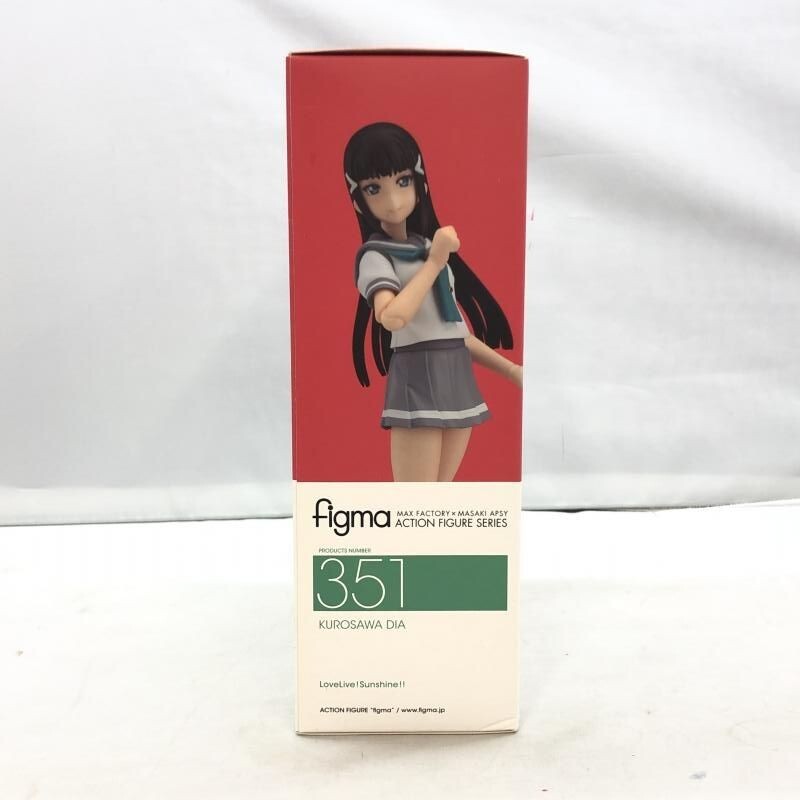 figma MAX FACTORY × MASAKI APSY
ACTION FIGURE SERIES
PRODUCTS NUMBER
351
KUROSAWA DIA
LoveLive!Sunshine!!
ACTION FIGURE "figma" / www.figma.jp